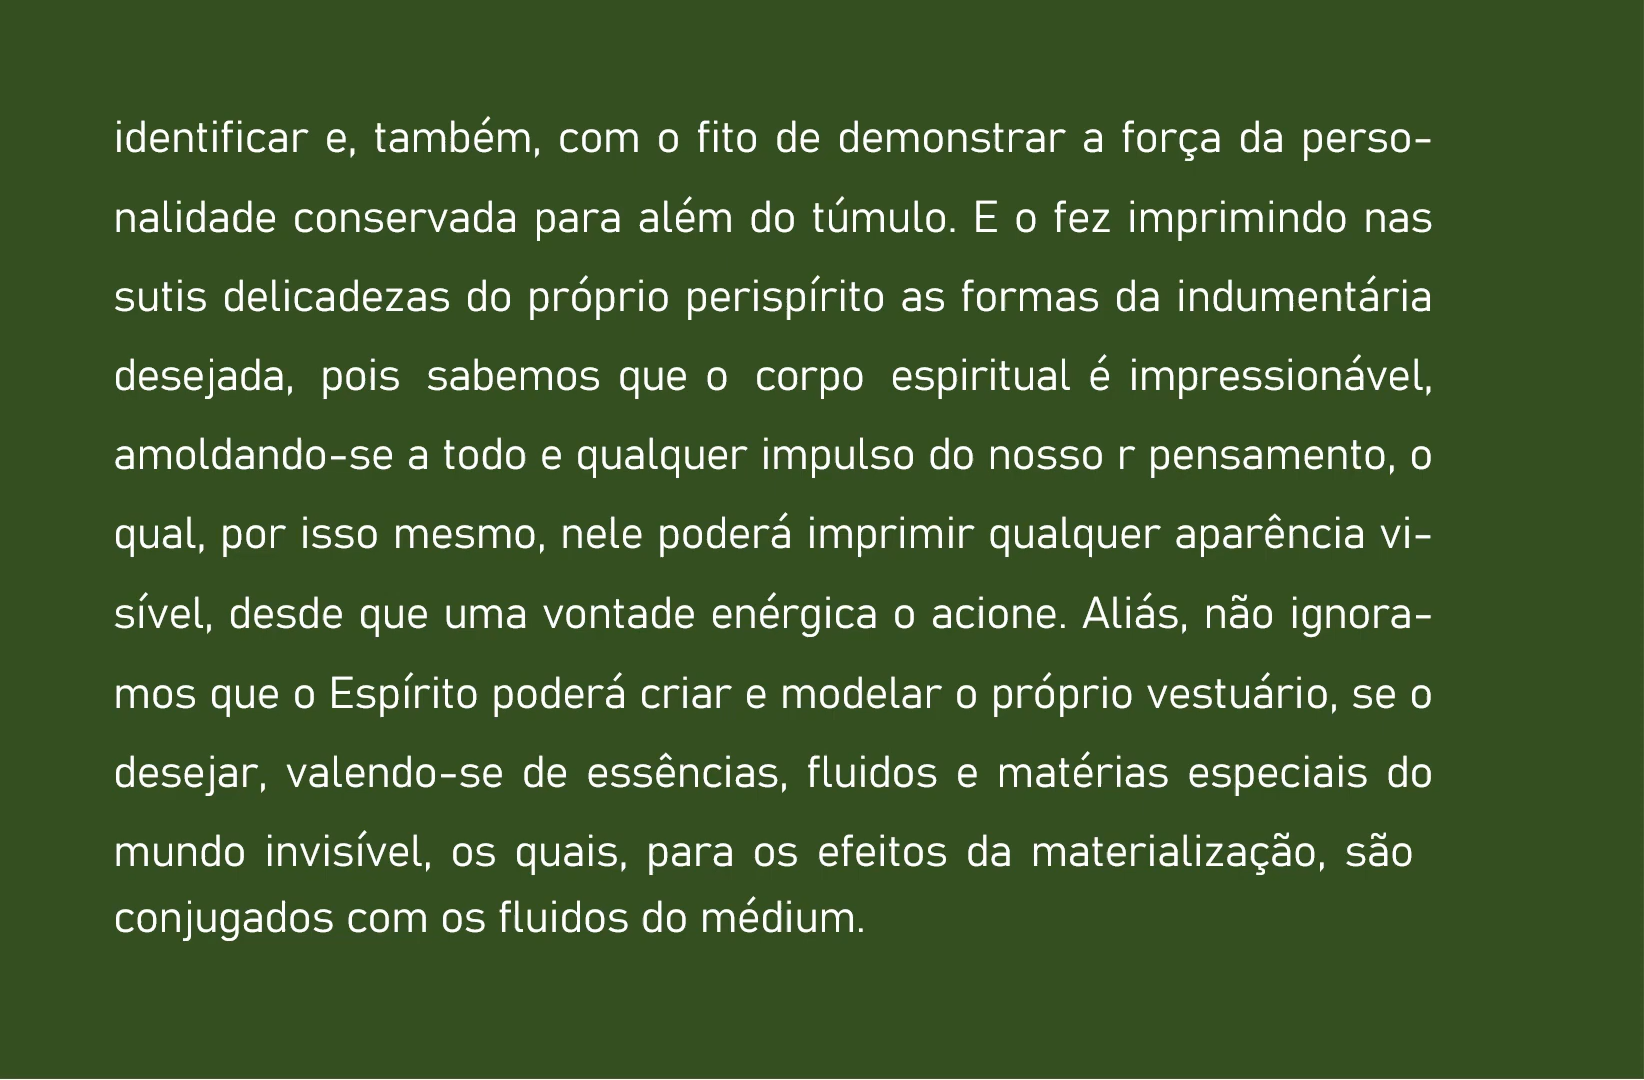 identificar e, também, com o fito de demonstrar a força da perso-
nalidade conservada para além do túmulo. E o fez imprimindo nas
sutis delicadezas do próprio perispírito as formas da indumentária
desejada, pois sabemos que o corpo espiritual é impressionável,
amoldando-se a todo e qualquer impulso do nosso r pensamento, o
qual, por isso mesmo, nele poderá imprimir qualquer aparência vi-
sível, desde que uma vontade enérgica o acione. Aliás, não ignora-
mos que o Espírito poderá criar e modelar o próprio vestuário, se o
desejar, valendo-se de essências, fluidos e matérias especiais do
mundo invisível, os quais, para os efeitos da materialização, são
conjugados com os fluidos do médium.